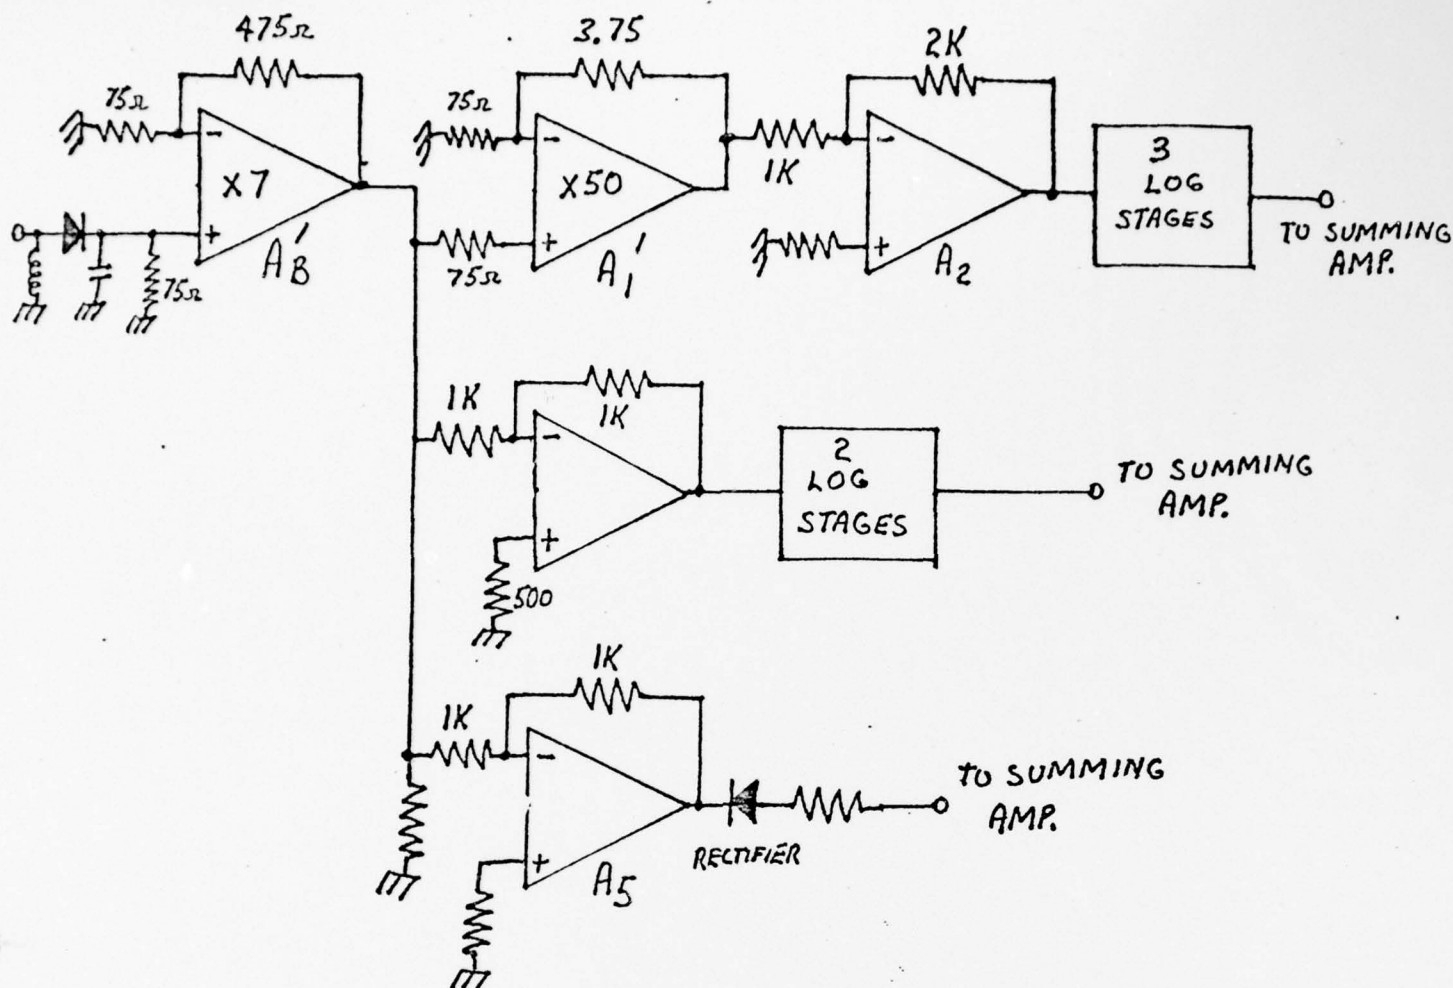 475Ω
75Ω
-
X7
+
A'B
75Ω
3.75
75Ω
-
X50
+
A'1
75Ω
1K
2K
-
+
A2
3
LOG
STAGES
TO SUMMING
AMP.
1K
1K
-
+
500
2
LOG
STAGES
TO SUMMING
AMP.
1K
1K
-
+
A5
RECTIFIER
TO SUMMING
AMP.